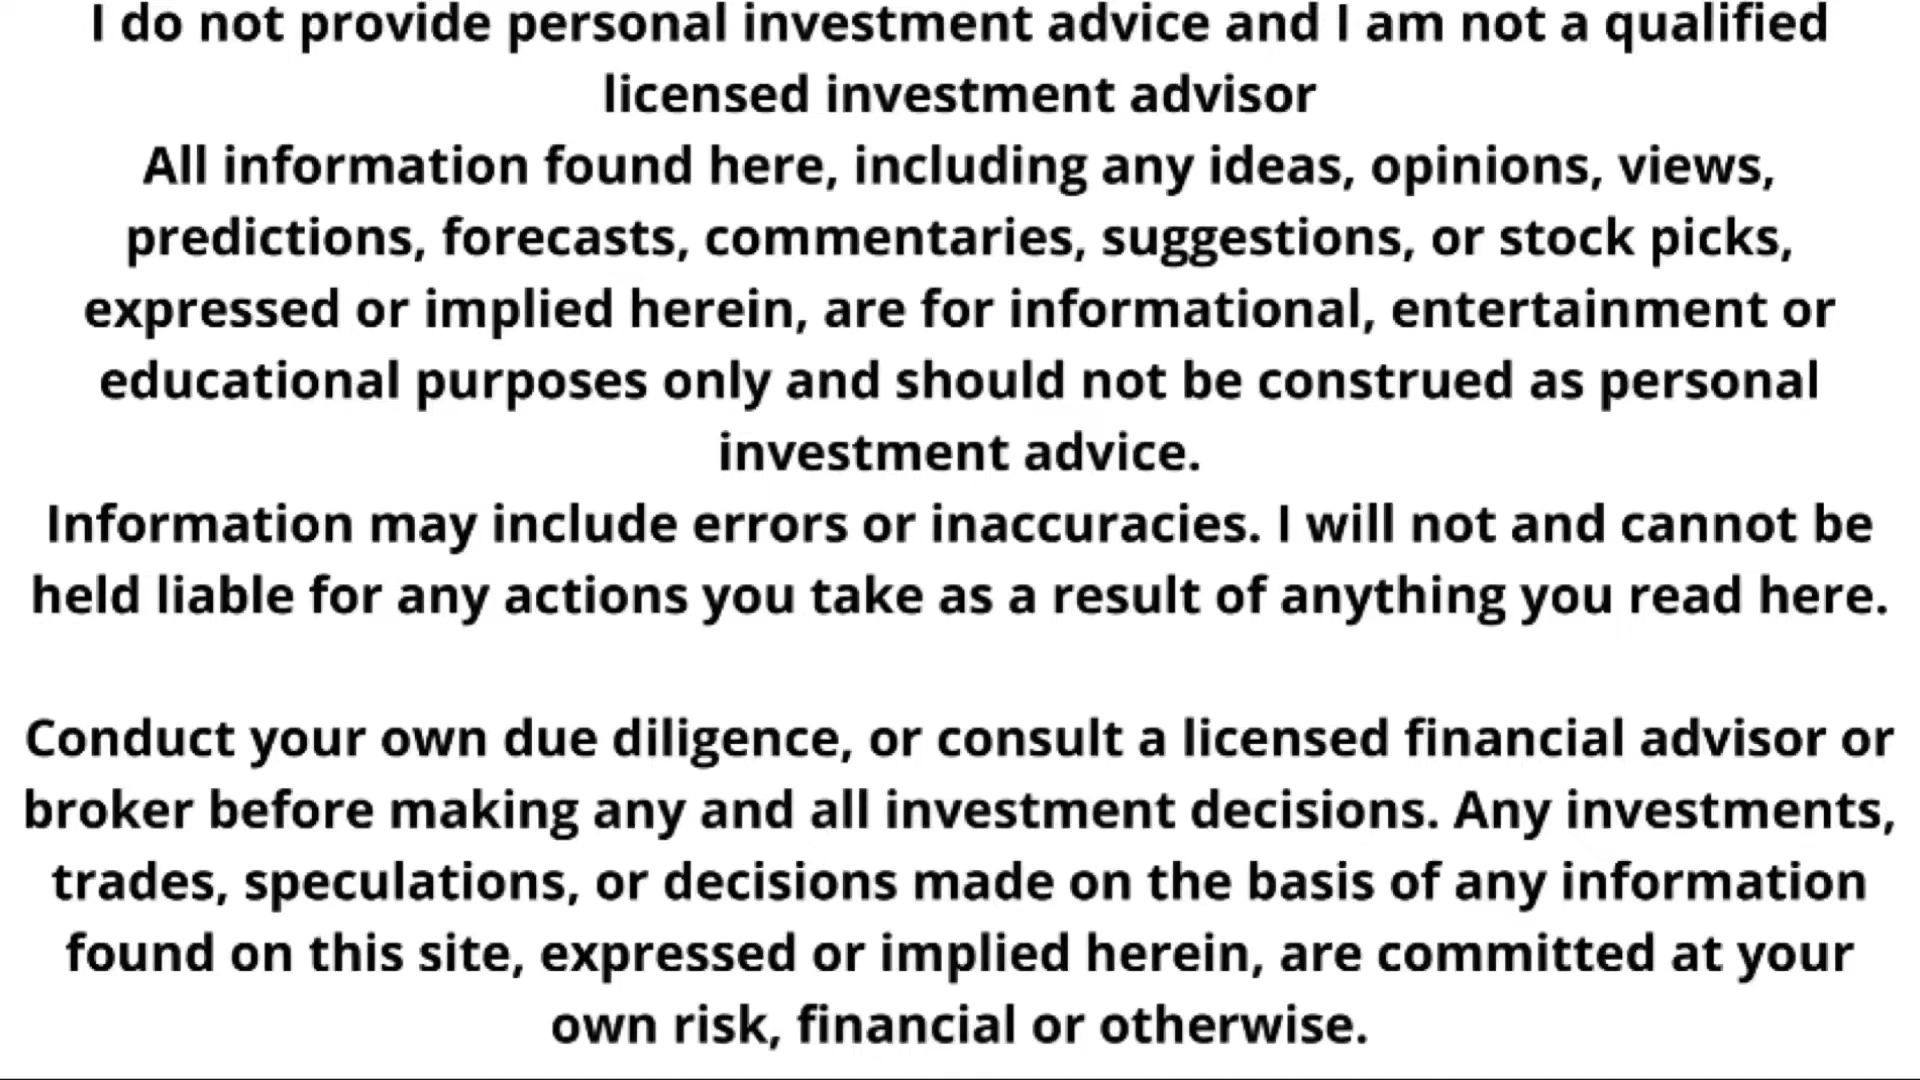 I do not provide personal investment advice and I am not a qualified
licensed investment advisor
All information found here, including any ideas, opinions, views,
predictions, forecasts, commentaries, suggestions, or stock picks,
expressed or implied herein, are for informational, entertainment or
educational purposes only and should not be construed as personal
investment advice.
Information may include errors or inaccuracies. I will not and cannot be
held liable for any actions you take as a result of anything you read here.
Conduct your own due diligence, or consult a licensed financial advisor or
broker before making any and all investment decisions. Any investments,
trades, speculations, or decisions made on the basis of any information
found on this site, expressed or implied herein, are committed at your
own risk, financial or otherwise.